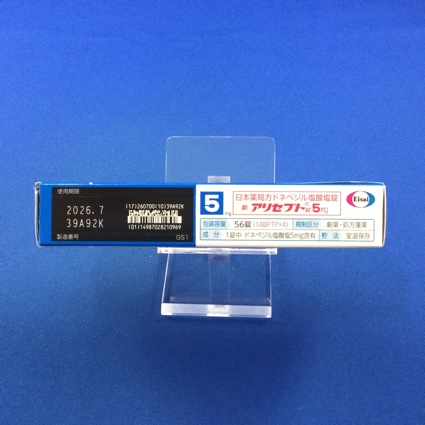 使用期限
2026.7
39A92K
製造番号
(17)260700(10)39A92K
(01)14987028210969
GS1
5
mg
日本薬局方ドネペジル塩酸塩錠
劇 アリセプト®錠5mg
Eisai
包装容量 56錠(14錠PTP×4) 規制区分 劇薬・処方箋薬
成分 1錠中 ドネペジル塩酸塩5mg含有 貯法 室温保存